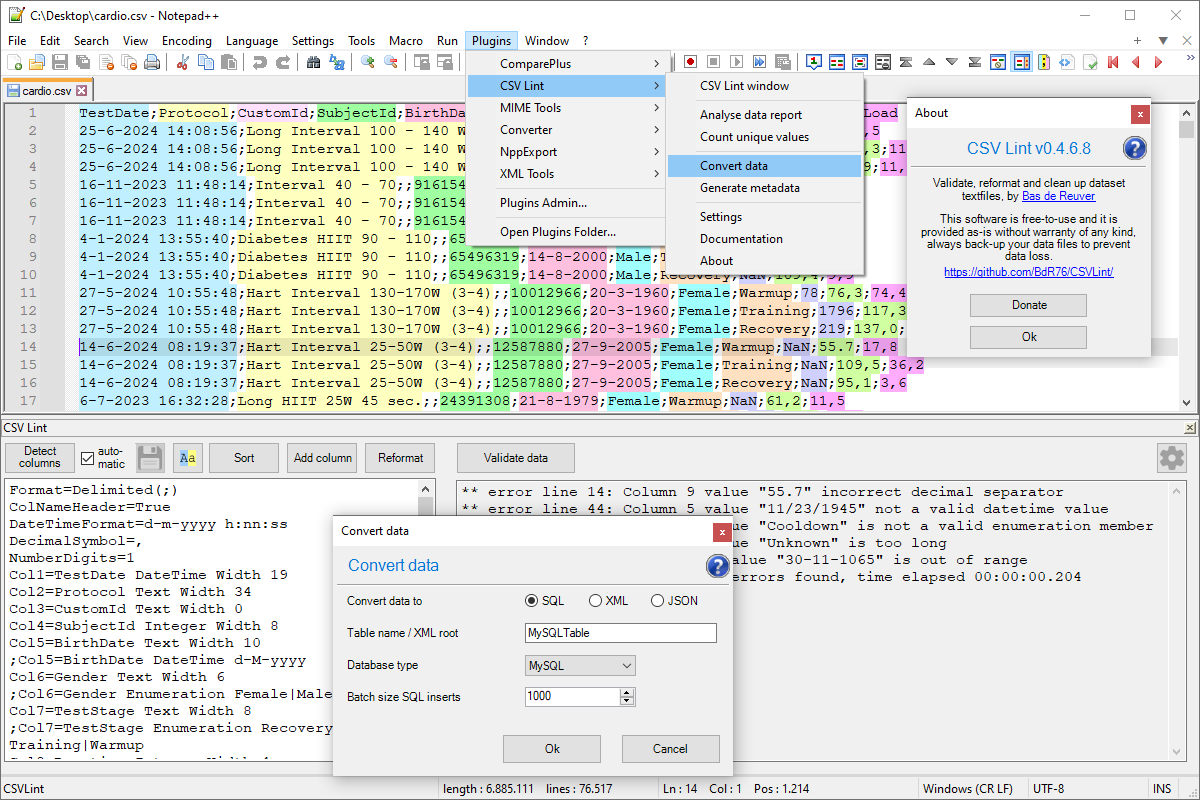 C:\Desktop\cardio.csv - Notepad++
File Edit Search View Encoding Language Settings Tools Macro Run Plugins Window ?
cardio.csv
1 TestDate;Protocol;CustomId;SubjectId;BirthDa
Load
2 25-6-2024 14:08:56;Long Interval 100 - 140 W
,5
3 25-6-2024 14:08:56;Long Interval 100 - 140 W
,3;11
4 25-6-2024 14:08:56;Long Interval 100 - 140 W
9;11,
5 16-11-2023 11:48:14;Interval 40 - 70;;916154
6 16-11-2023 11:48:14;Interval 40 - 70;;916154
7 16-11-2023 11:48:14;Interval 40 - 70;;916154
8 4-1-2024 13:55:40;Diabetes HIIT 90 - 110;;65
9 4-1-2024 13:55:40;Diabetes HIIT 90 - 110;;65496319;14-8-2000;Male;T
10 4-1-2024 13:55:40;Diabetes HIIT 90 - 110;;65496319;14-8-2000;Male;Recovery;NaN;109,4;5,5
11 27-5-2024 10:55:48;Hart Interval 130-170W (3-4);;10012966;20-3-1960;Female;Warmup;78;76,3;74,4
12 27-5-2024 10:55:48;Hart Interval 130-170W (3-4);;10012966;20-3-1960;Female;Training;1796;117,3
13 27-5-2024 10:55:48;Hart Interval 130-170W (3-4);;10012966;20-3-1960;Female;Recovery;219;137,0;
14 14-6-2024 08:19:37;Hart Interval 25-50W (3-4);;12587880;27-9-2005;Female;Warmup;NaN;55.7;17,8
15 14-6-2024 08:19:37;Hart Interval 25-50W (3-4);;12587880;27-9-2005;Female;Training;NaN;109,5;36,2
16 14-6-2024 08:19:37;Hart Interval 25-50W (3-4);;12587880;27-9-2005;Female;Recovery;NaN;95,1;3,6
17 6-7-2023 16:32:28;Long HIIT 25W 45 sec.;;24391308;21-8-1979;Female;Warmup;NaN;61,2;11,5
ComparePlus
CSV Lint
MIME Tools
Converter
NppExport
XML Tools
Plugins Admin...
Open Plugins Folder...
CSV Lint window
Analyse data report
Count unique values
Convert data
Generate metadata
Settings
Documentation
About
About
CSV Lint v0.4.6.8
Validate, reformat and clean up dataset
textfiles, by Bas de Reuver
This software is free-to-use and it is
provided as-is without warranty of any kind,
always back-up your data files to prevent
data loss.
https://github.com/BdR76/CSVLint/
Donate
Ok
CSV Lint
Detect
columns
auto-
matic
Aa
Sort
Add column
Reformat
Validate data
Format=Delimited(;)
ColNameHeader=True
DateTimeFormat=d-m-yyyy h:nn:ss
DecimalSymbol=,
NumberDigits=1
Col1=TestDate DateTime Width 19
Col2=Protocol Text Width 34
Col3=CustomId Text Width 0
Col4=SubjectId Integer Width 8
Col5=BirthDate Text Width 10
;Col5=BirthDate DateTime d-M-yyyy
Col6=Gender Text Width 6
;Col6=Gender Enumeration Female|Male
Col7=TestStage Text Width 8
;Col7=TestStage Enumeration Recovery
Training|Warmup
** error line 14: Column 9 value "55.7" incorrect decimal separator
** error line 44: Column 5 value "11/23/1945" not a valid datetime value
ue "Cooldown" is not a valid enumeration member
ue "Unknown" is too long
alue "30-11-1065" is out of range
errors found, time elapsed 00:00:00.204
Convert data
Convert data
Convert data to SQL XML JSON
Table name / XML root MySQLTable
Database type MySQL
Batch size SQL inserts 1000
Ok Cancel
CSVLint length : 6.885.111 lines : 76.517 Ln : 14 Col : 1 Pos : 1.214 Windows (CR LF) UTF-8 INS